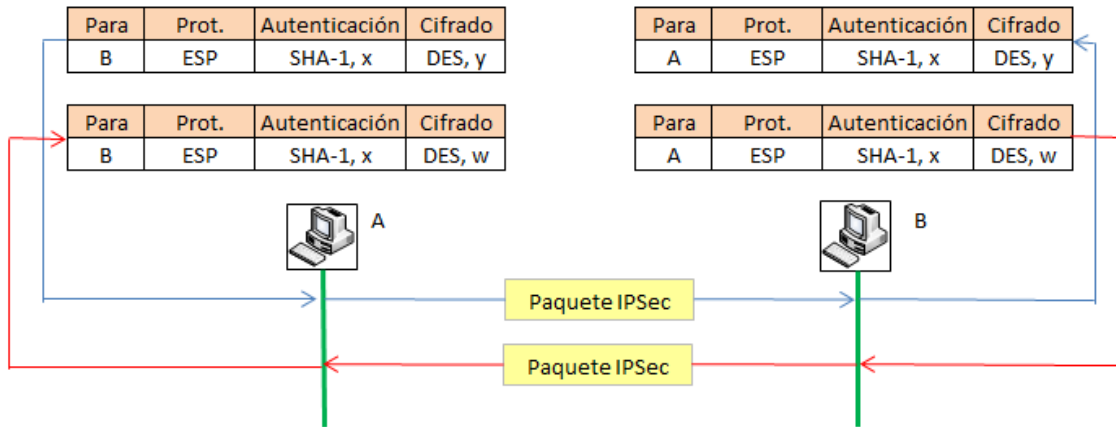 Para Prot. Autenticación Cifrado
B ESP SHA-1, x DES, y
Para Prot. Autenticación Cifrado
A ESP SHA-1, x DES, y
Para Prot. Autenticación Cifrado
B ESP SHA-1, x DES, w
Para Prot. Autenticación Cifrado
A ESP SHA-1, x DES, w
A
B
Paquete IPSec
Paquete IPSec